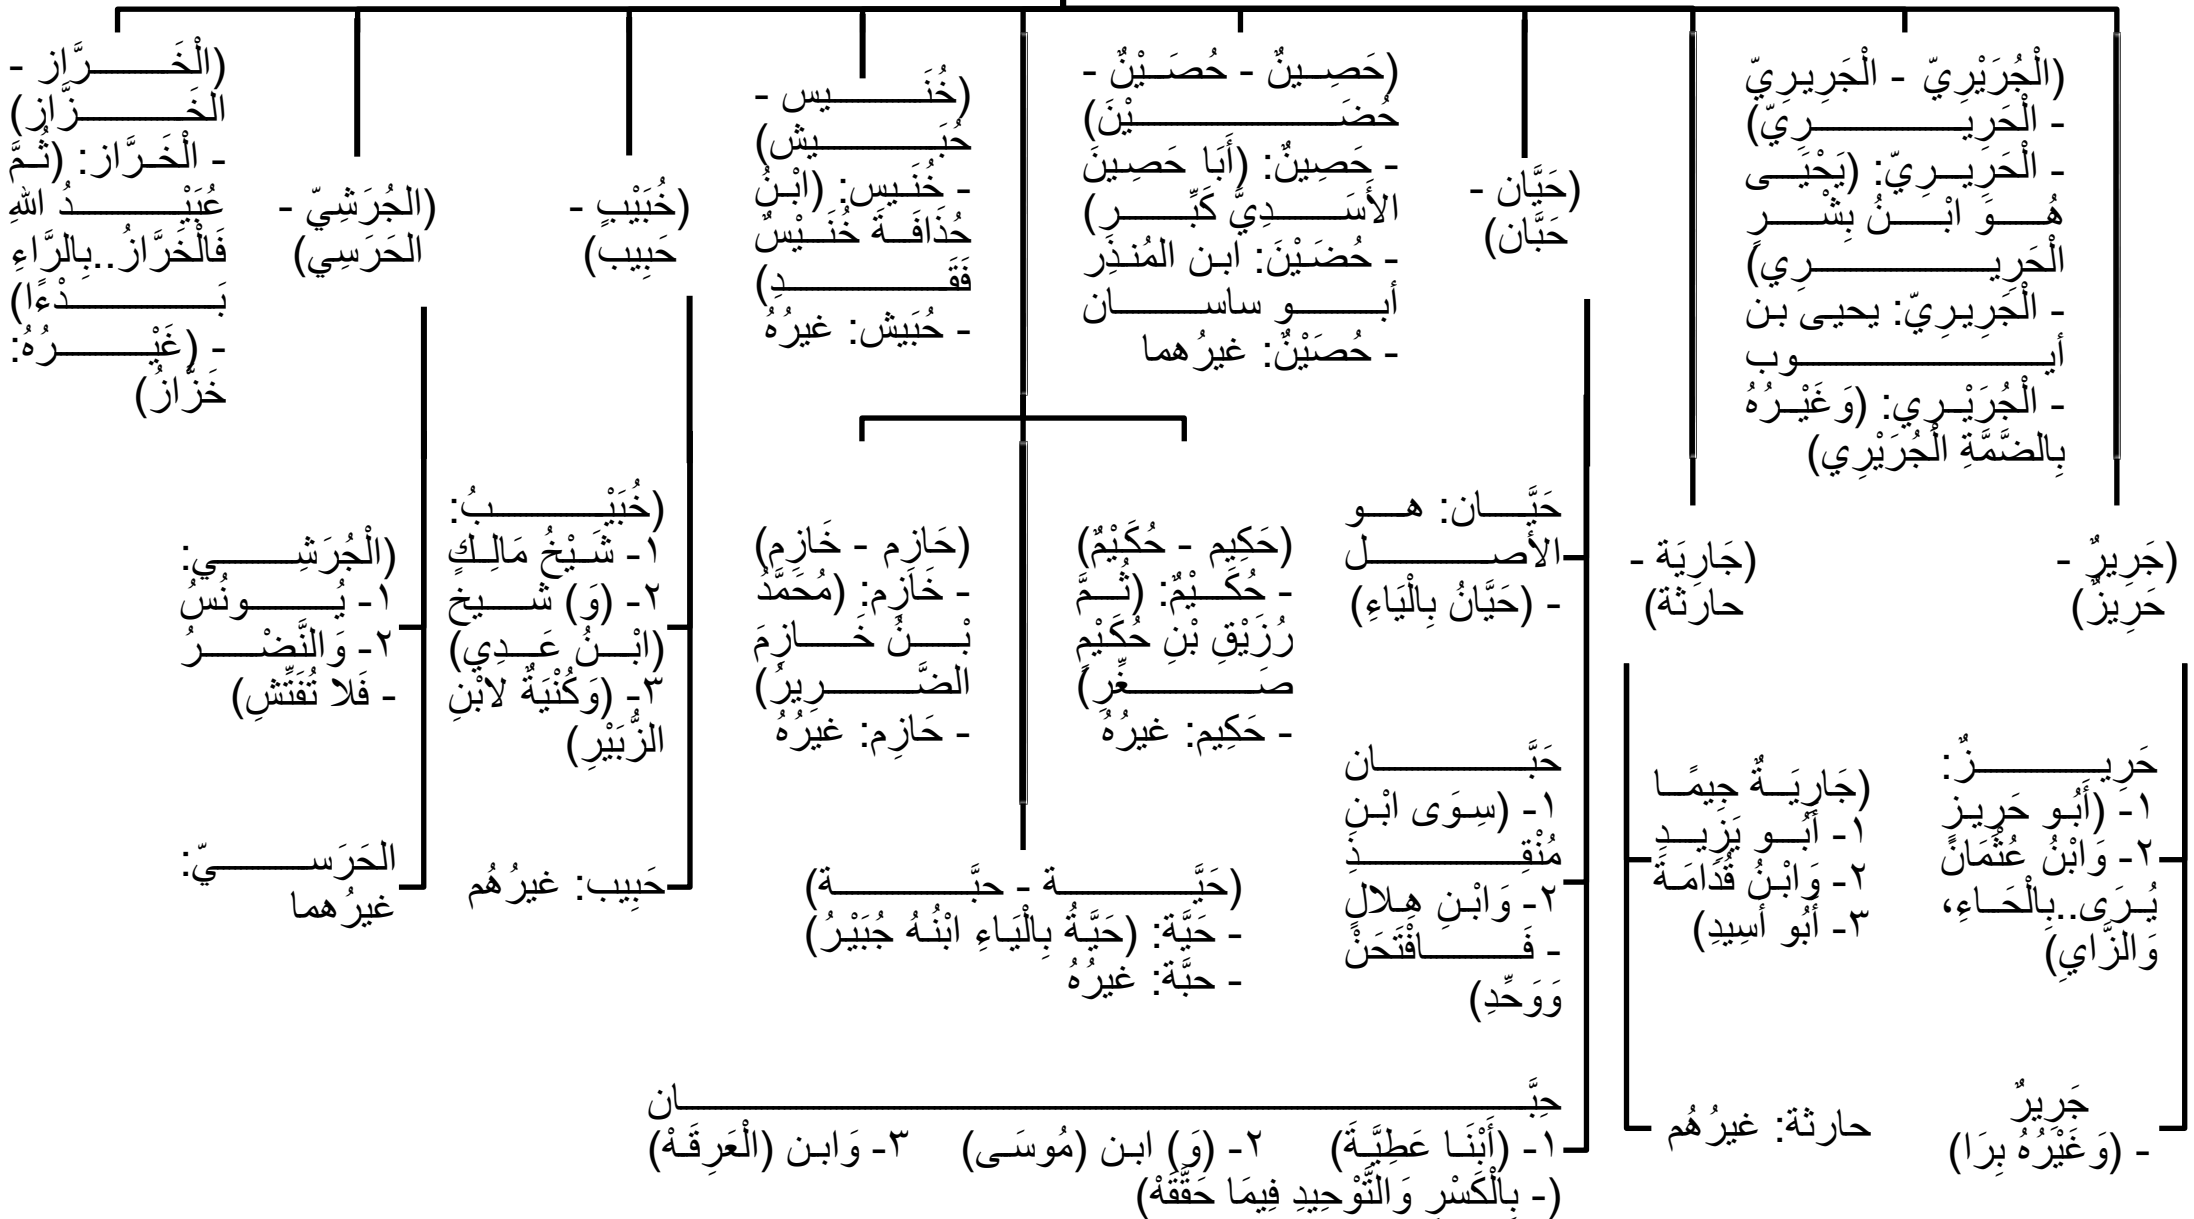 (الْجُرَيْرِيّ - الْجَرِيرِيّ
- الْحَرِيرِيّ)
- الْحَرِيرِيّ: (يَحْيَى
هُوَ ابْنُ بِشْرٍ
الْحَرِيرِي)
- الْجَرِيرِيّ: يحيى بن
أيوب
- الْجُرَيْرِي: (وَغَيْرُهُ
بِالضَّمَّةِ الْجُرَيْرِي)
(جَرِيرٌ -
حَرِيزٌ)
حَرِيزٌ:
١- (أَبُو حَرِيزٍ
٢- وَابْنُ عُثْمَانَ
يُرَى..بِالْحَاءِ،
وَالزَّايِ)
جَرِيرٌ
- (وَغَيْرُهُ بِرَا)
(جَارِيَة -
حارثة)
(جَارِيَةٌ جِيمًا
١- أَبُو يَزِيدِ
٢- وَابْنُ قُدَامَةَ
٣- أَبُو أَسِيدِ)
حارثة: غيرُهُم
(حَيَّان -
حَبَّان)
حَيَّان: هو
الأصل
- (حَيَّانُ بِالْيَاءِ)
حَبَّان
١- (سِوَى ابْنِ
مُنْقِذِ
٢- وَابْنِ هِلالٍ
- فَافْتَحَنْ
وَوَحِّدِ)
حِبَّان
١- (أَبْنَا عَطِيَّةَ) ٢- (وَ) ابن (مُوسَى) ٣- وَابن (الْعَرِقَهْ)
(- بِالْكَسْرِ وَالتَّوْحِيدِ فِيمَا حَقَّقَهْ)
(حَصِينٌ - حُصَيْنٌ -
حُضَيْنَ)
- حَصِينٌ: (أَبَا حَصِينَ
الأَسَدِيَّ كَبِّرِ)
- حُضَيْنَ: ابن المُنذِر
أبو ساسان
- حُصَيْنٌ: غيرُهما
(حَكِيم - حُكَيْمٌ)
- حُكَيْمٌ: (ثُمَّ
رُزَيْقِ بْنِ حُكَيْمٍ
صَغِّرِ)
- حَكِيم: غيرُهُ
(حَازِم - خَازِم)
- خَازِم: (مُحَمَّدُ
بْنُ خَازِمَ
الضَّرِيرُ)
- حَازِم: غيرُهُ
(حَيَّة - حبَّة)
- حَيَّة: (حَيَّةُ بِالْيَاءِ ابْنُهُ جُبَيْرُ)
- حبَّة: غيرُهُ
(خُنَيس -
حُبَيش)
- خُنَيس: (ابْنُ
حُذَافَةَ خُنَيْسٌ
فَقَدِ)
- حُبَيش: غيرُهُ
(خُبَيْبٍ -
حَبِيب)
(خُبَيْبُ:
١- شَيْخُ مَالِكٍ
٢- (وَ) شيخ
(ابْنُ عَدِي)
٣- (وَكُنْيَةٌ لابْنِ
الزُّبَيْرِ)
حَبِيب: غيرُهُم
(الجُرَشِيّ -
الحَرَسِي)
(الْجُرَشِي:
١- يُونُسُ
٢- وَالنَّضْرُ
- فَلا تُفَتِّشِ)
الحَرَسيّ:
غيرُهما
(الْخَرَّاز -
الخَزَّاز)
- الْخَرَّاز: (ثُمَّ
عُبَيْدُ اللهِ
فَالْخَرَّازُ..بِالرَّاءِ
بَدْءًا)
- (غَيْرُهُ:
خَزَّازُ)